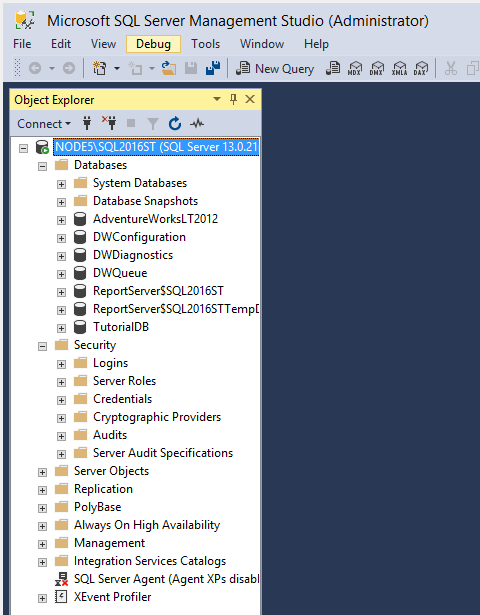 Microsoft SQL Server Management Studio (Administrator)
File Edit View Debug Tools Window Help
New Query MDX DMX XMLA DAX
Object Explorer
Connect
NODE5\SQL2016ST (SQL Server 13.0.21
Databases
System Databases
Database Snapshots
AdventureWorksLT2012
DWConfiguration
DWDiagnostics
DWQueue
ReportServer$SQL2016ST
ReportServer$SQL2016STTempD
TutorialDB
Security
Logins
Server Roles
Credentials
Cryptographic Providers
Audits
Server Audit Specifications
Server Objects
Replication
PolyBase
Always On High Availability
Management
Integration Services Catalogs
SQL Server Agent (Agent XPs disabl
XEvent Profiler